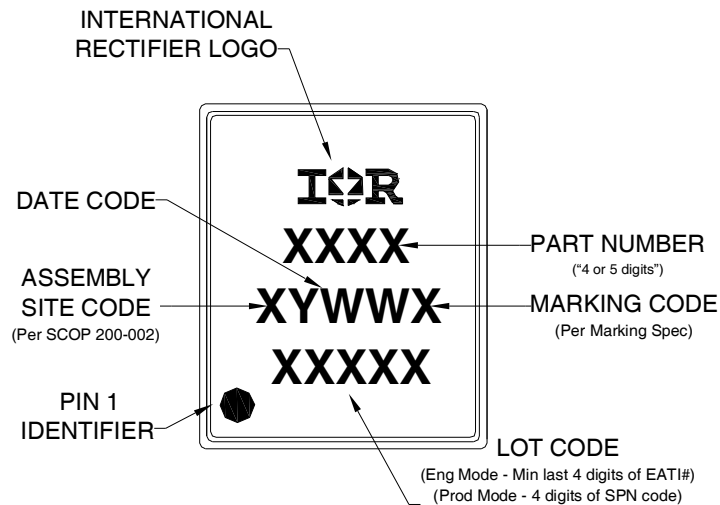 INTERNATIONAL
RECTIFIER LOGO
IOR
DATE CODE
XXXX
PART NUMBER
("4 or 5 digits")
ASSEMBLY
SITE CODE
(Per SCOP 200-002)
XYWWX
MARKING CODE
(Per Marking Spec)
XXXXX
PIN 1
IDENTIFIER
LOT CODE
(Eng Mode - Min last 4 digits of EATI#)
(Prod Mode - 4 digits of SPN code)